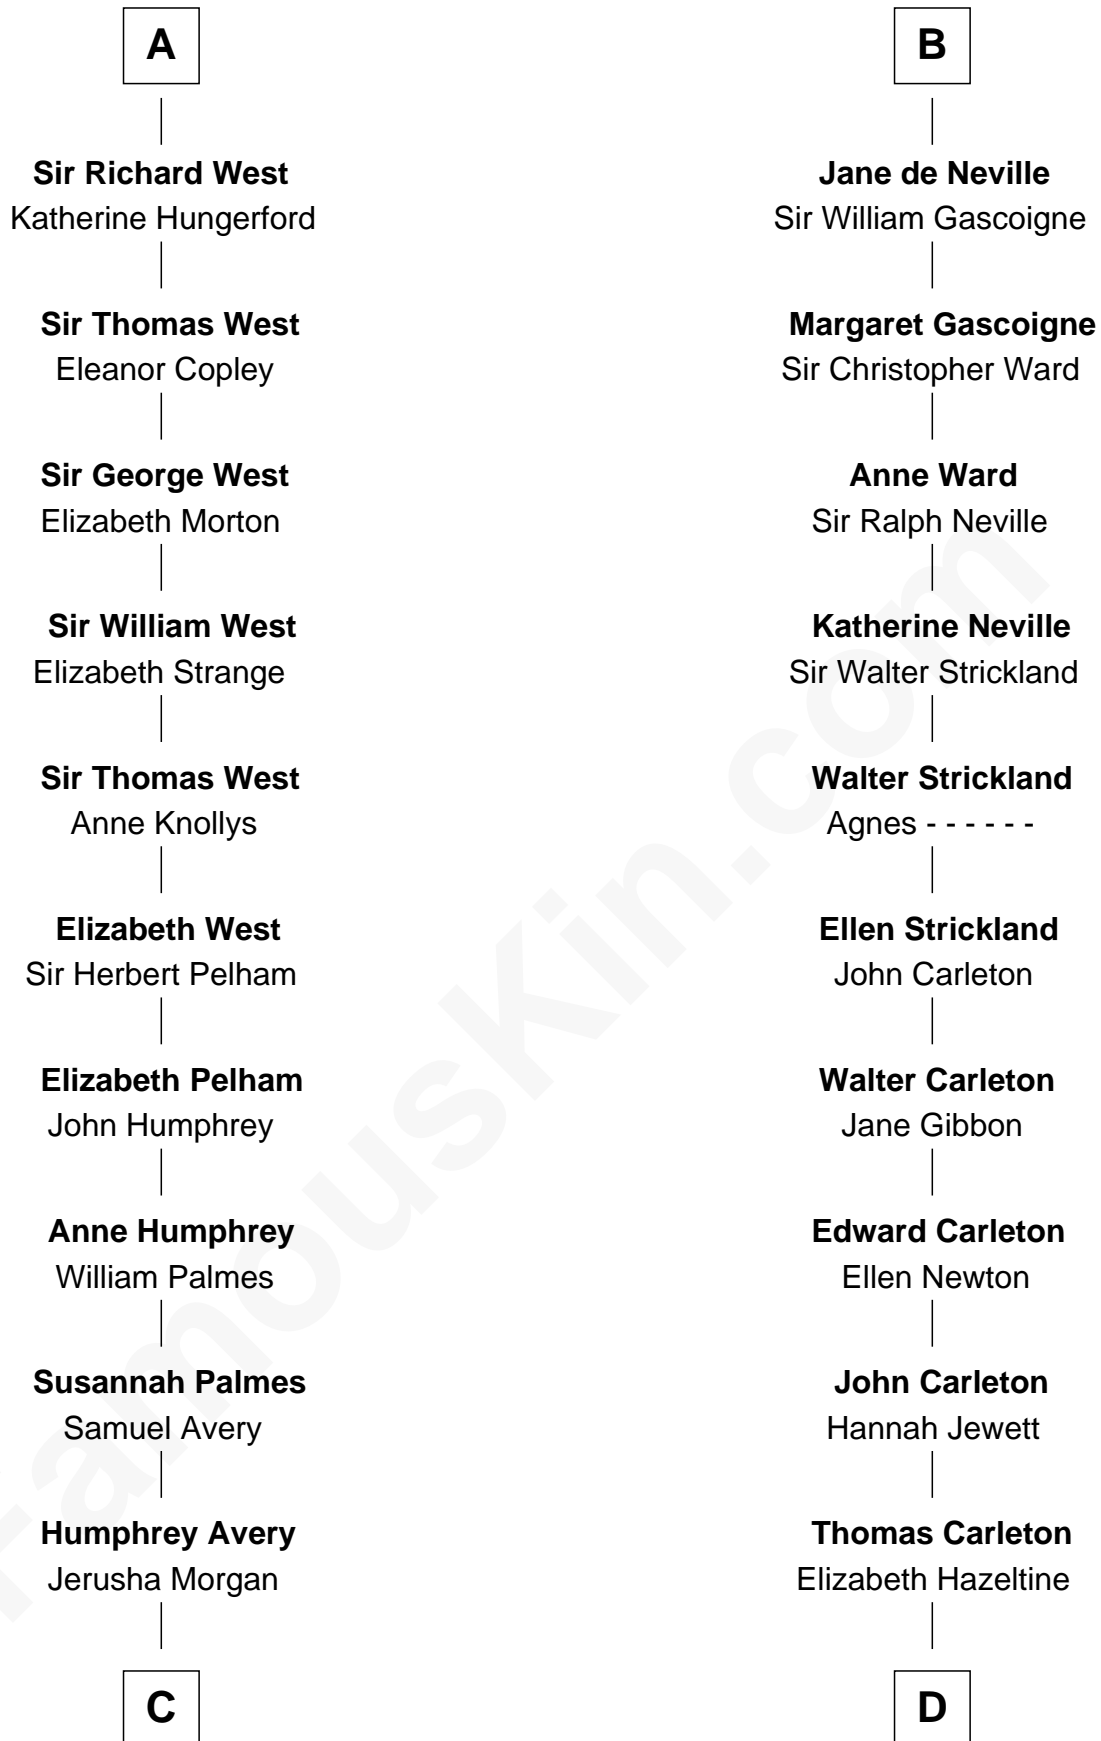 A
Sir Richard West
Katherine Hungerford
Sir Thomas West
Eleanor Copley
Sir George West
Elizabeth Morton
Sir William West
Elizabeth Strange
Sir Thomas West
Anne Knollys
Elizabeth West
Sir Herbert Pelham
Elizabeth Pelham
John Humphrey
Anne Humphrey
William Palmes
Susannah Palmes
Samuel Avery
Humphrey Avery
Jerusha Morgan
C
B
Jane de Neville
Sir William Gascoigne
Margaret Gascoigne
Sir Christopher Ward
Anne Ward
Sir Ralph Neville
Katherine Neville
Sir Walter Strickland
Walter Strickland
Agnes - - - - - -
Ellen Strickland
John Carleton
Walter Carleton
Jane Gibbon
Edward Carleton
Ellen Newton
John Carleton
Hannah Jewett
Thomas Carleton
Elizabeth Hazeltine
D
FamousKin.com